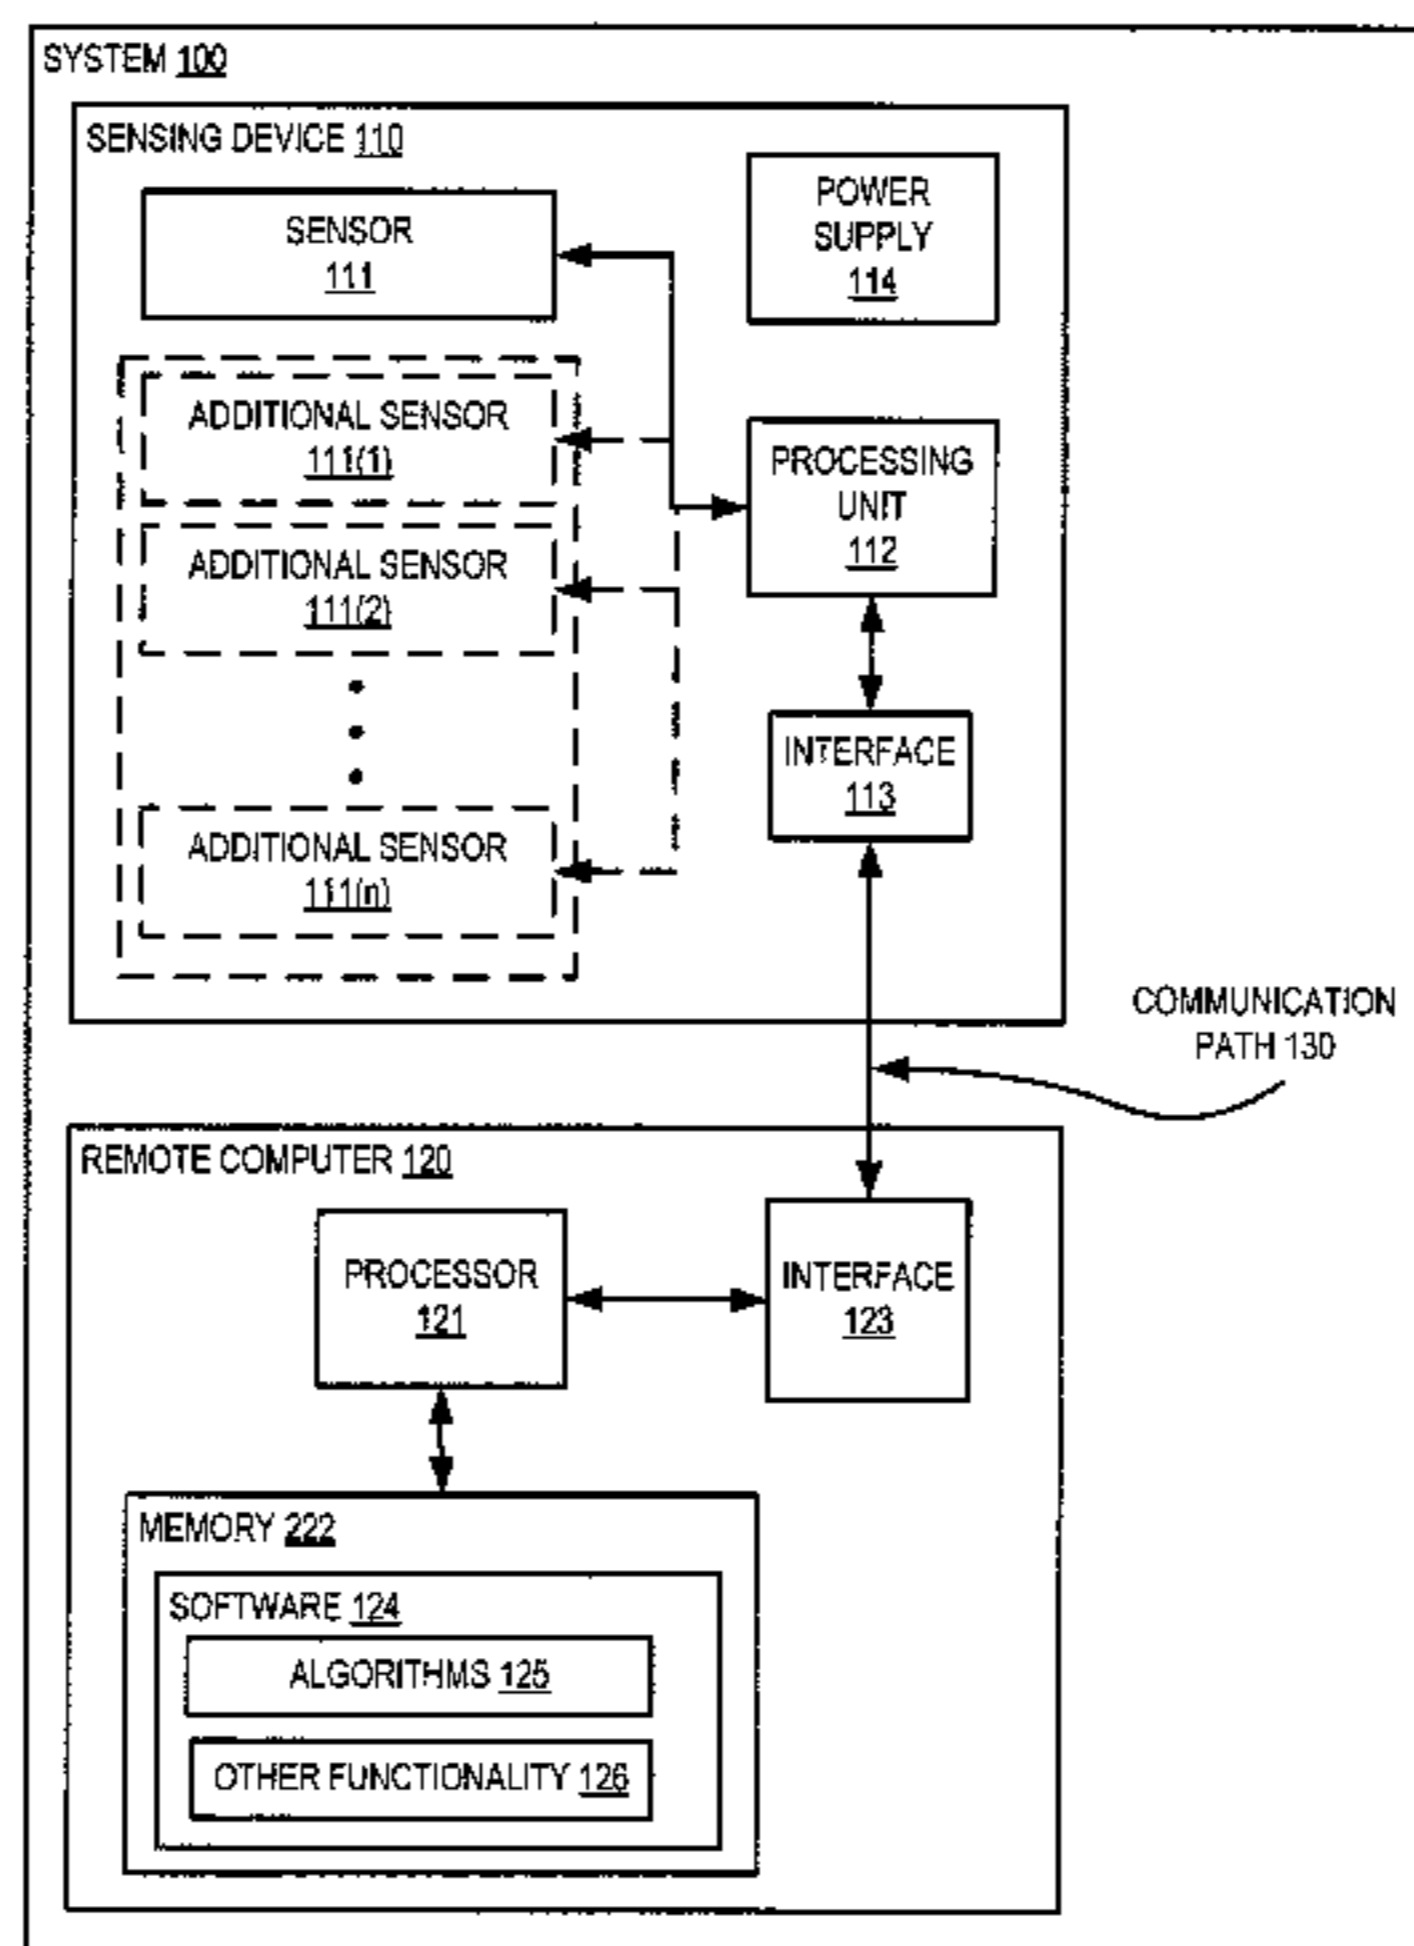 SYSTEM 100
SENSING DEVICE 110
SENSOR
111
POWER
SUPPLY
114
ADDITIONAL SENSOR
111(1)
ADDITIONAL SENSOR
111(2)
ADDITIONAL SENSOR
111(n)
PROCESSING
UNIT
112
INTERFACE
113
COMMUNICATION
PATH 130
REMOTE COMPUTER 120
PROCESSOR
121
INTERFACE
123
MEMORY 222
SOFTWARE 124
ALGORITHMS 125
OTHER FUNCTIONALITY 126